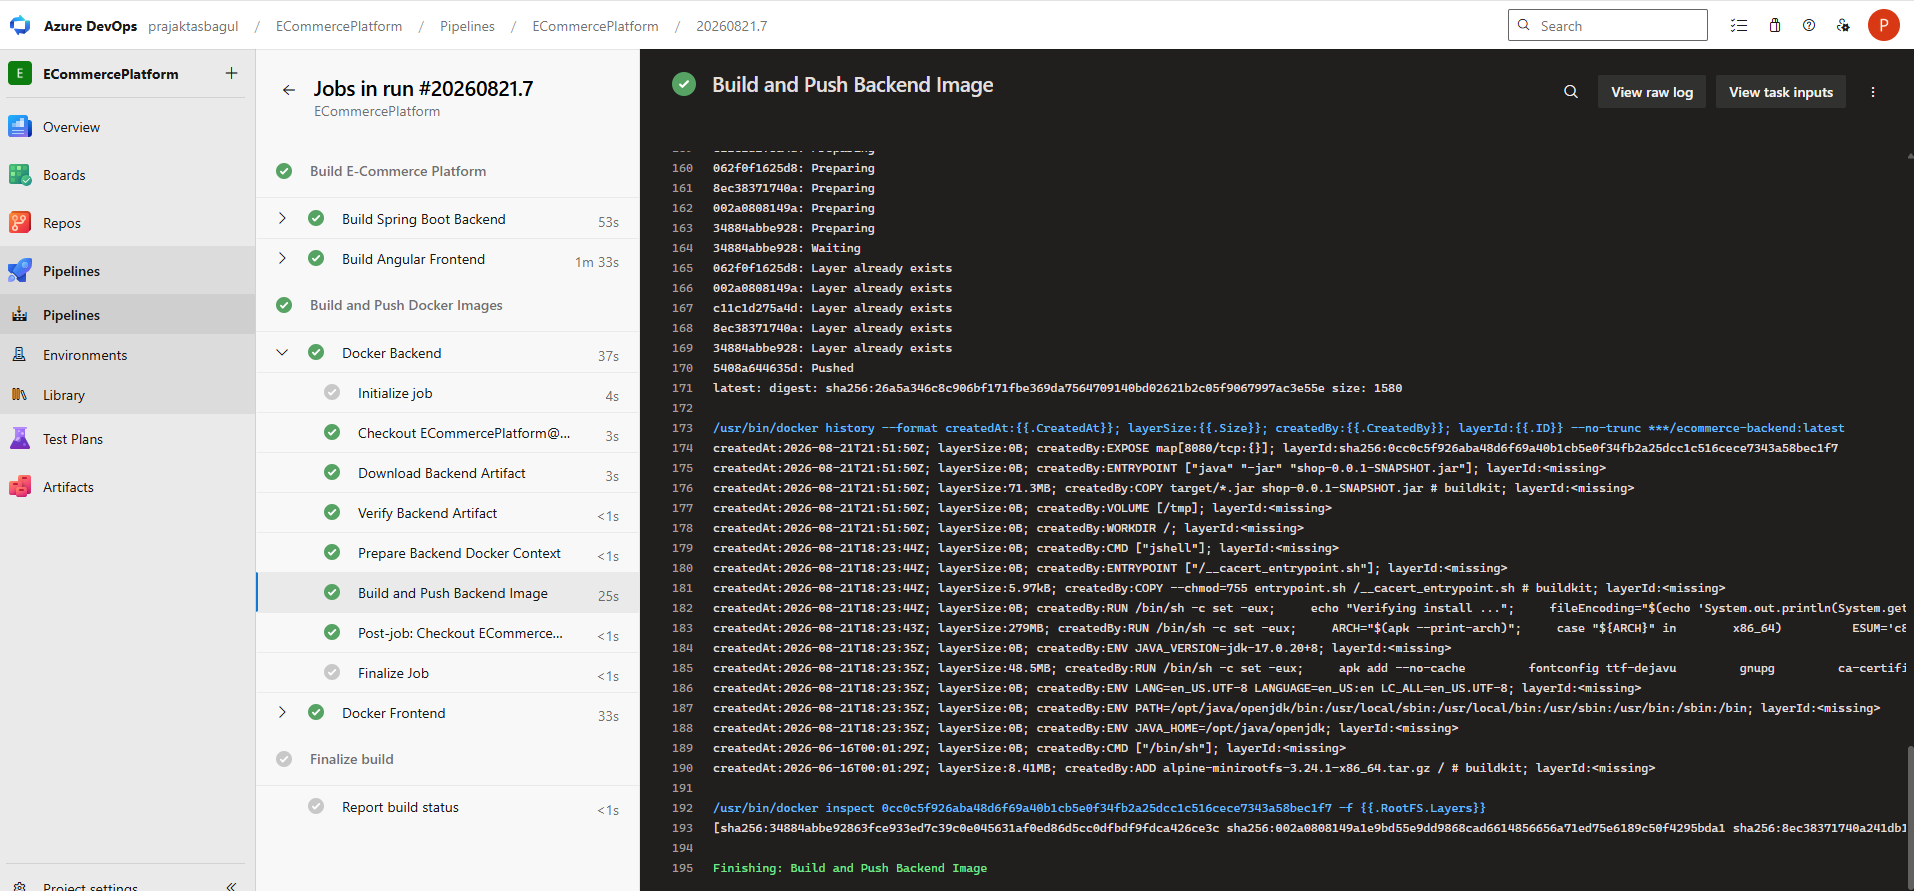 Azure DevOps prajaktasbagul / ECommercePlatform / Pipelines / ECommercePlatform / 20260821.7
Search
P
E ECommercePlatform +
Overview
Boards
Repos
Pipelines
Pipelines
Environments
Library
Test Plans
Artifacts
Project settings
Jobs in run #20260821.7
ECommercePlatform
Build E-Commerce Platform
Build Spring Boot Backend 53s
Build Angular Frontend 1m 33s
Build and Push Docker Images
Docker Backend 37s
Initialize job 4s
Checkout ECommercePlatform@... 3s
Download Backend Artifact 3s
Verify Backend Artifact <1s
Prepare Backend Docker Context <1s
Build and Push Backend Image 25s
Post-job: Checkout ECommerce... <1s
Finalize Job <1s
Docker Frontend 33s
Finalize build
Report build status <1s
Build and Push Backend Image
View raw log
View task inputs
160 062f0f1625d8: Preparing
161 8ec38371740a: Preparing
162 002a0808149a: Preparing
163 34884abbe928: Preparing
164 34884abbe928: Waiting
165 062f0f1625d8: Layer already exists
166 002a0808149a: Layer already exists
167 c11c1d275a4d: Layer already exists
168 8ec38371740a: Layer already exists
169 34884abbe928: Layer already exists
170 5408a644635d: Pushed
171 latest: digest: sha256:26a5a346c8c906bf171fbe369da7564709140bd02621b2c05f9067997ac3e55e size: 1580
172
173 /usr/bin/docker history --format createdAt:{{.CreatedAt}}; layerSize:{{.Size}}; createdBy:{{.CreatedBy}}; layerId:{{.ID}} --no-trunc ***/ecommerce-backend:latest
174 createdAt:2026-08-21T21:51:50Z; layerSize:0B; createdBy:EXPOSE map[8080/tcp:{}]; layerId:sha256:0cc0c5f926aba48d6f69a40b1cb5e0f34fb2a25dcc1c516cece7343a58bec1f7
175 createdAt:2026-08-21T21:51:50Z; layerSize:0B; createdBy:ENTRYPOINT ["java" "-jar" "shop-0.0.1-SNAPSHOT.jar"]; layerId:<missing>
176 createdAt:2026-08-21T21:51:50Z; layerSize:71.3MB; createdBy:COPY target/*.jar shop-0.0.1-SNAPSHOT.jar # buildkit; layerId:<missing>
177 createdAt:2026-08-21T21:51:50Z; layerSize:0B; createdBy:VOLUME [/tmp]; layerId:<missing>
178 createdAt:2026-08-21T21:51:50Z; layerSize:0B; createdBy:WORKDIR /; layerId:<missing>
179 createdAt:2026-08-21T18:23:44Z; layerSize:0B; createdBy:CMD ["jshell"]; layerId:<missing>
180 createdAt:2026-08-21T18:23:44Z; layerSize:0B; createdBy:ENTRYPOINT ["/__cacert_entrypoint.sh"]; layerId:<missing>
181 createdAt:2026-08-21T18:23:44Z; layerSize:5.97kB; createdBy:COPY --chmod=755 entrypoint.sh /__cacert_entrypoint.sh # buildkit; layerId:<missing>
182 createdAt:2026-08-21T18:23:44Z; layerSize:0B; createdBy:RUN /bin/sh -c set -eux; echo "Verifying install ..."; fileEncoding="$(echo 'System.out.println(System.get
183 createdAt:2026-08-21T18:23:43Z; layerSize:279MB; createdBy:RUN /bin/sh -c set -eux; ARCH="$(apk --print-arch)"; case "${ARCH}" in x86_64) ESUM='c8
184 createdAt:2026-08-21T18:23:35Z; layerSize:0B; createdBy:ENV JAVA_VERSION=jdk-17.0.20+8; layerId:<missing>
185 createdAt:2026-08-21T18:23:35Z; layerSize:48.5MB; createdBy:RUN /bin/sh -c set -eux; apk add --no-cache fontconfig ttf-dejavu gnupg ca-certifi
186 createdAt:2026-08-21T18:23:35Z; layerSize:0B; createdBy:ENV LANG=en_US.UTF-8 LANGUAGE=en_US:en LC_ALL=en_US.UTF-8; layerId:<missing>
187 createdAt:2026-08-21T18:23:35Z; layerSize:0B; createdBy:ENV PATH=/opt/java/openjdk/bin:/usr/local/sbin:/usr/local/bin:/usr/sbin:/usr/bin:/sbin:/bin; layerId:<missing>
188 createdAt:2026-08-21T18:23:35Z; layerSize:0B; createdBy:ENV JAVA_HOME=/opt/java/openjdk; layerId:<missing>
189 createdAt:2026-06-16T00:01:29Z; layerSize:0B; createdBy:CMD ["/bin/sh"]; layerId:<missing>
190 createdAt:2026-06-16T00:01:29Z; layerSize:8.41MB; createdBy:ADD alpine-minirootfs-3.24.1-x86_64.tar.gz / # buildkit; layerId:<missing>
191
192 /usr/bin/docker inspect 0cc0c5f926aba48d6f69a40b1cb5e0f34fb2a25dcc1c516cece7343a58bec1f7 -f {{.RootFS.Layers}}
193 [sha256:34884abbe92863fce933ed7c39c0e045631af0ed86d5cc0dfbdf9fdca426ce3c sha256:002a0808149a1e9bd55e9dd9868cad6614856656a71ed75e6189c50f4295bda1 sha256:8ec38371740a241db1
194
195 Finishing: Build and Push Backend Image